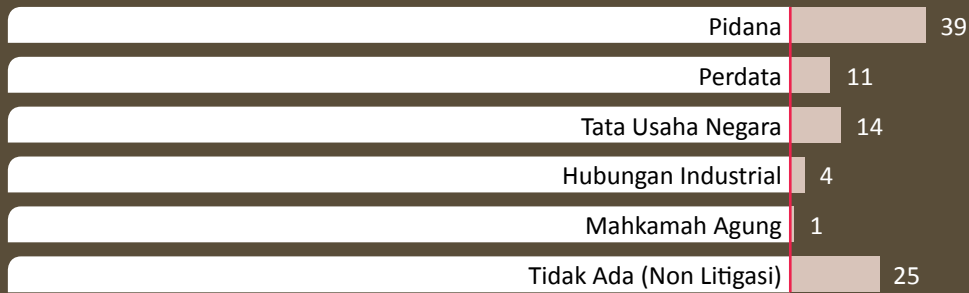 Pidana 39
Perdata 11
Tata Usaha Negara 14
Hubungan Industrial 4
Mahkamah Agung 1
Tidak Ada (Non Litigasi) 25